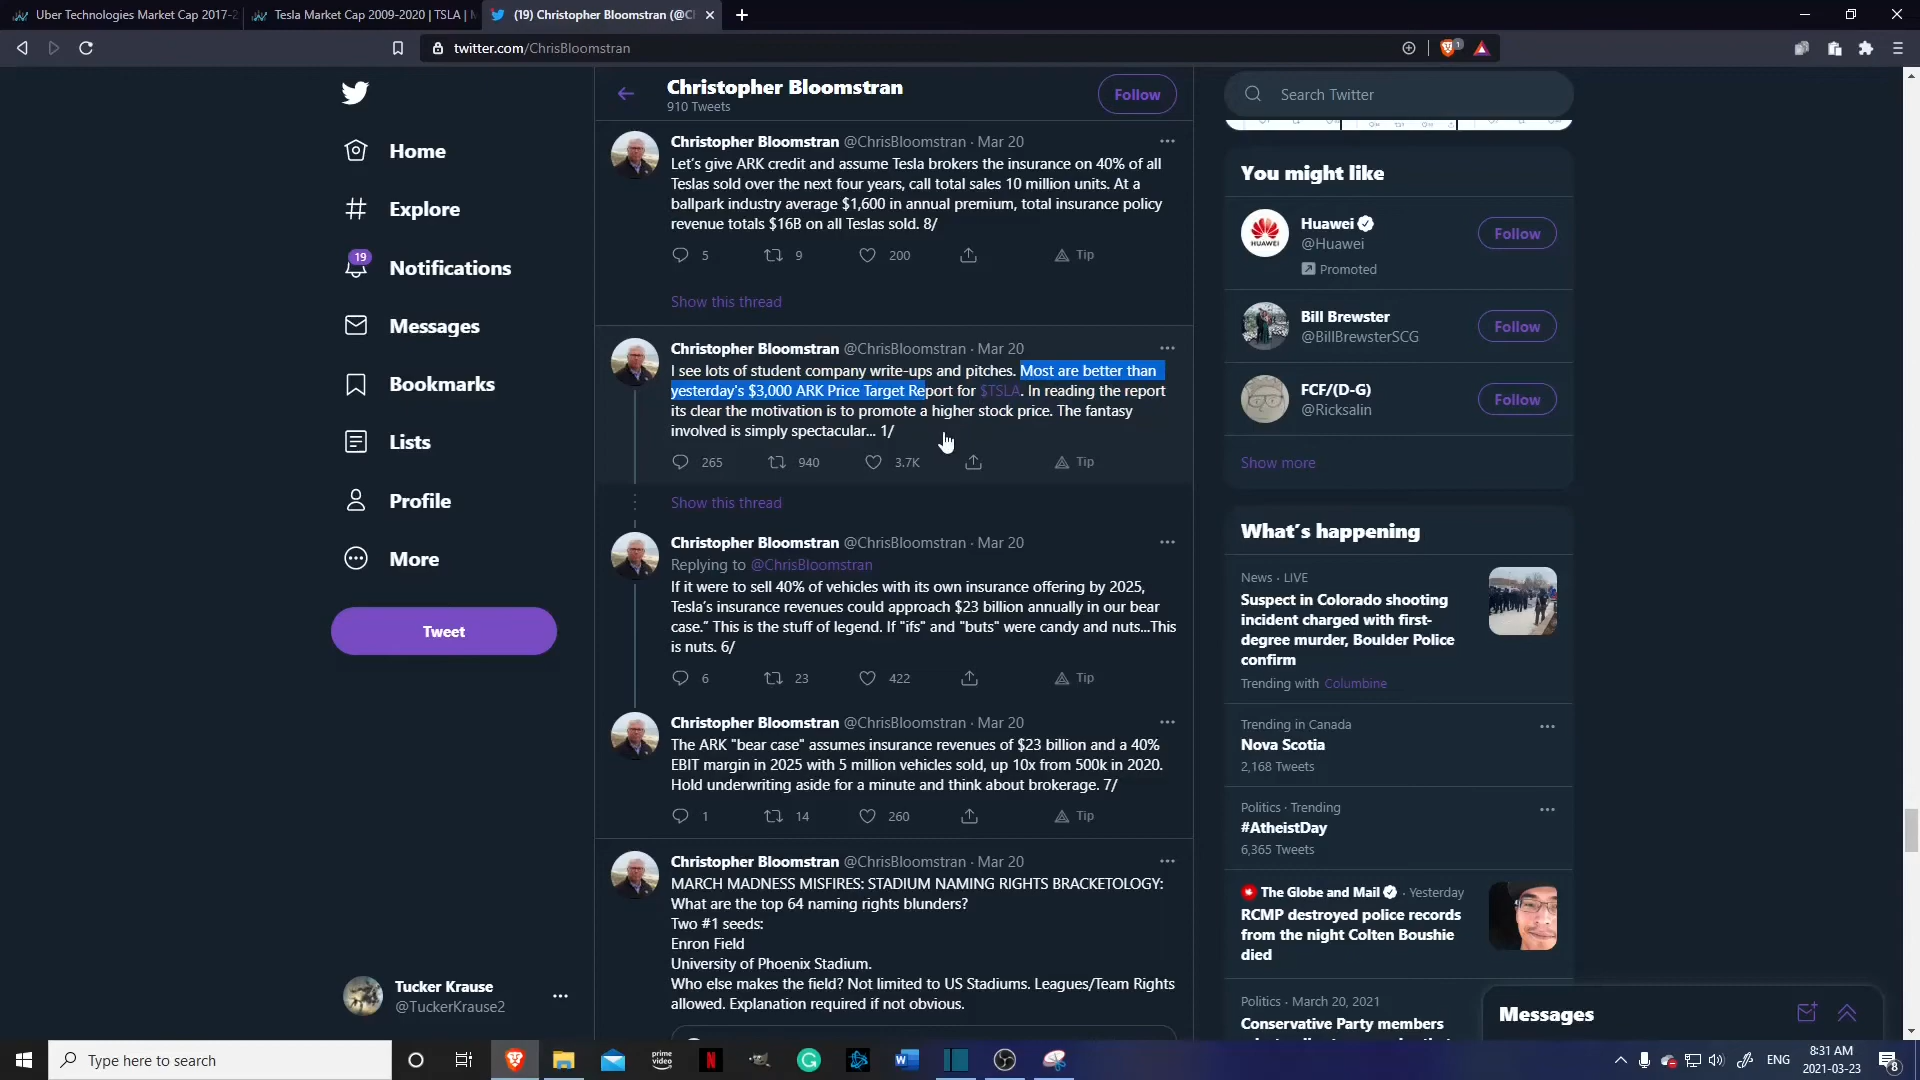 Uber Technologies Market Cap 2017-2
Tesla Market Cap 2009-2020 | TSLA |
(19) Christopher Bloomstran (@C
twitter.com/ChrisBloomstran
1
Christopher Bloomstran
910 Tweets
Follow
Search Twitter
Home
Explore
19
Notifications
Messages
Bookmarks
Lists
Profile
More
Tweet
Tucker Krause
@TuckerKrause2
Christopher Bloomstran @ChrisBloomstran · Mar 20
Let's give ARK credit and assume Tesla brokers the insurance on 40% of all
Teslas sold over the next four years, call total sales 10 million units. At a
ballpark industry average $1,600 in annual premium, total insurance policy
revenue totals $16B on all Teslas sold. 8/
5 9 200 Tip
Show this thread
Christopher Bloomstran @ChrisBloomstran · Mar 20
I see lots of student company write-ups and pitches. Most are better than
yesterday's $3,000 ARK Price Target Report for $TSLA. In reading the report
its clear the motivation is to promote a higher stock price. The fantasy
involved is simply spectacular... 1/
265 940 3.7K Tip
Show this thread
Christopher Bloomstran @ChrisBloomstran · Mar 20
Replying to @ChrisBloomstran
If it were to sell 40% of vehicles with its own insurance offering by 2025,
Tesla's insurance revenues could approach $23 billion annually in our bear
case." This is the stuff of legend. If "ifs" and "buts" were candy and nuts...This
is nuts. 6/
6 23 422 Tip
Christopher Bloomstran @ChrisBloomstran · Mar 20
The ARK "bear case" assumes insurance revenues of $23 billion and a 40%
EBIT margin in 2025 with 5 million vehicles sold, up 10x from 500k in 2020.
Hold underwriting aside for a minute and think about brokerage. 7/
1 14 260 Tip
Christopher Bloomstran @ChrisBloomstran · Mar 20
MARCH MADNESS MISFIRES: STADIUM NAMING RIGHTS BRACKETOLOGY:
What are the top 64 naming rights blunders?
Two #1 seeds:
Enron Field
University of Phoenix Stadium.
Who else makes the field? Not limited to US Stadiums. Leagues/Team Rights
allowed. Explanation required if not obvious.
You might like
HUAWEI
Huawei
@Huawei
Promoted
Follow
Bill Brewster
@BillBrewsterSCG
Follow
FCF/(D-G)
@Ricksalin
Follow
Show more
What's happening
News · LIVE
Suspect in Colorado shooting
incident charged with first-
degree murder, Boulder Police
confirm
Trending with Columbine
Trending in Canada
Nova Scotia
2,168 Tweets
Politics · Trending
#AtheistDay
6,365 Tweets
The Globe and Mail · Yesterday
RCMP destroyed police records
from the night Colten Boushie
died
Politics · March 20, 2021
Conservative Party members
Messages
Type here to search
prime video
N
ENG
8:31 AM
2021-03-23
8